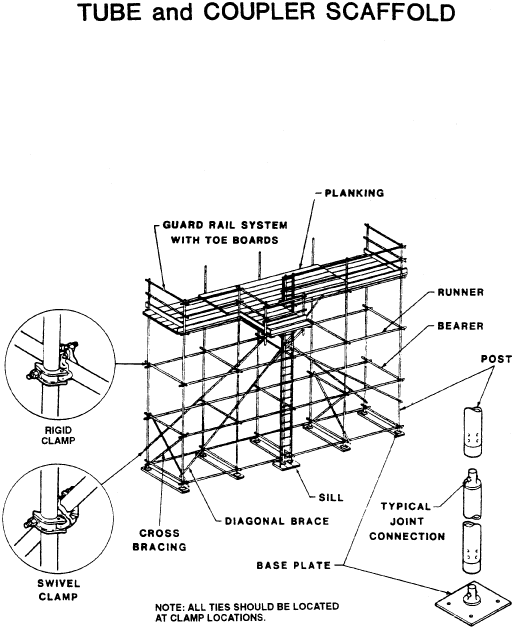 TUBE and COUPLER SCAFFOLD
PLANKING
GUARD RAIL SYSTEM
WITH TOE BOARDS
RUNNER
BEARER
POST
RIGID
CLAMP
SILL
TYPICAL
JOINT
CONNECTION
DIAGONAL BRACE
CROSS
BRACING
BASE PLATE
SWIVEL
CLAMP
NOTE: ALL TIES SHOULD BE LOCATED
AT CLAMP LOCATIONS.